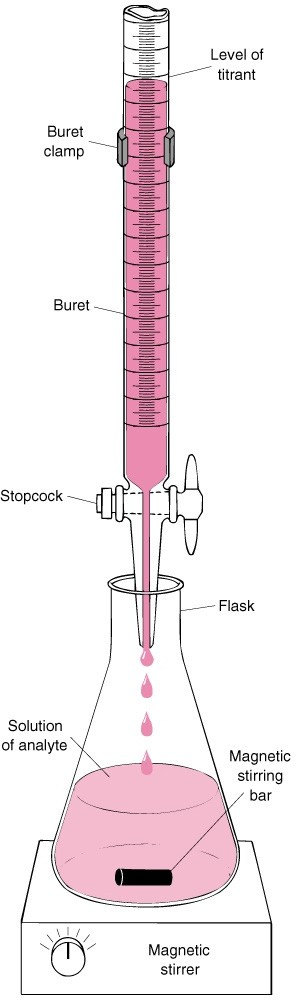 Level of
titrant
Buret
clamp
Buret
Stopcock
Flask
Solution
of analyte
Magnetic
stirring
bar
Magnetic
stirrer